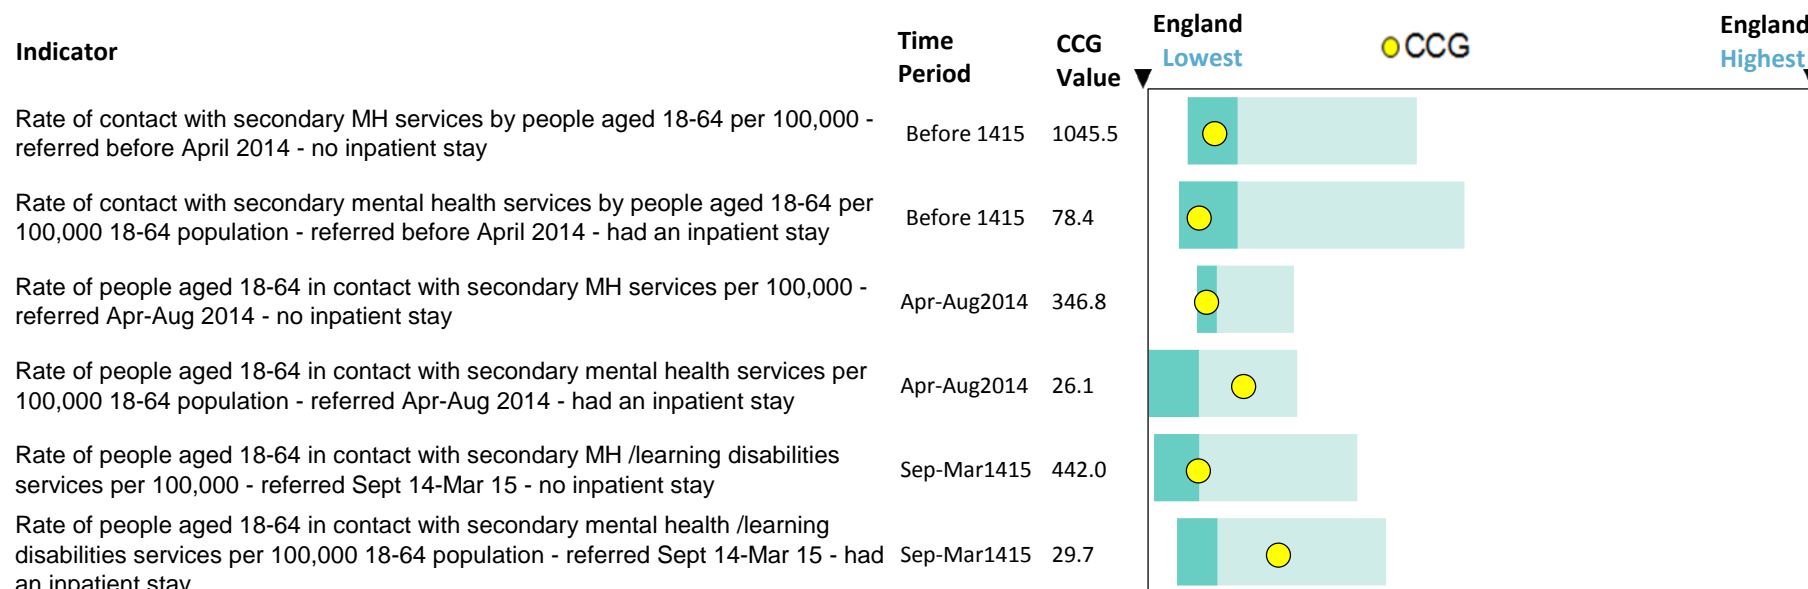 Indicator
Time Period
CCG Value
England Lowest
CCG
England Highest
Rate of contact with secondary MH services by people aged 18-64 per 100,000 -
referred before April 2014 - no inpatient stay
Before 1415 1045.5
Rate of contact with secondary mental health services by people aged 18-64 per
100,000 18-64 population - referred before April 2014 - had an inpatient stay
Before 1415 78.4
Rate of people aged 18-64 in contact with secondary MH services per 100,000 -
referred Apr-Aug 2014 - no inpatient stay
Apr-Aug2014 346.8
Rate of people aged 18-64 in contact with secondary mental health services per
100,000 18-64 population - referred Apr-Aug 2014 - had an inpatient stay
Apr-Aug2014 26.1
Rate of people aged 18-64 in contact with secondary MH /learning disabilities
services per 100,000 - referred Sept 14-Mar 15 - no inpatient stay
Sep-Mar1415 442.0
Rate of people aged 18-64 in contact with secondary mental health /learning
disabilities services per 100,000 18-64 population - referred Sept 14-Mar 15 - had
an inpatient stay
Sep-Mar1415 29.7